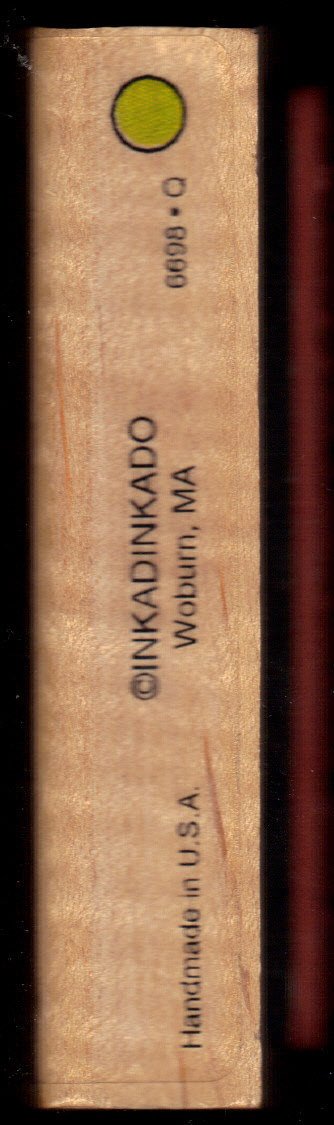 Handmade in U.S.A.
©INKADINKADO
Woburn, MA
6698 • Q